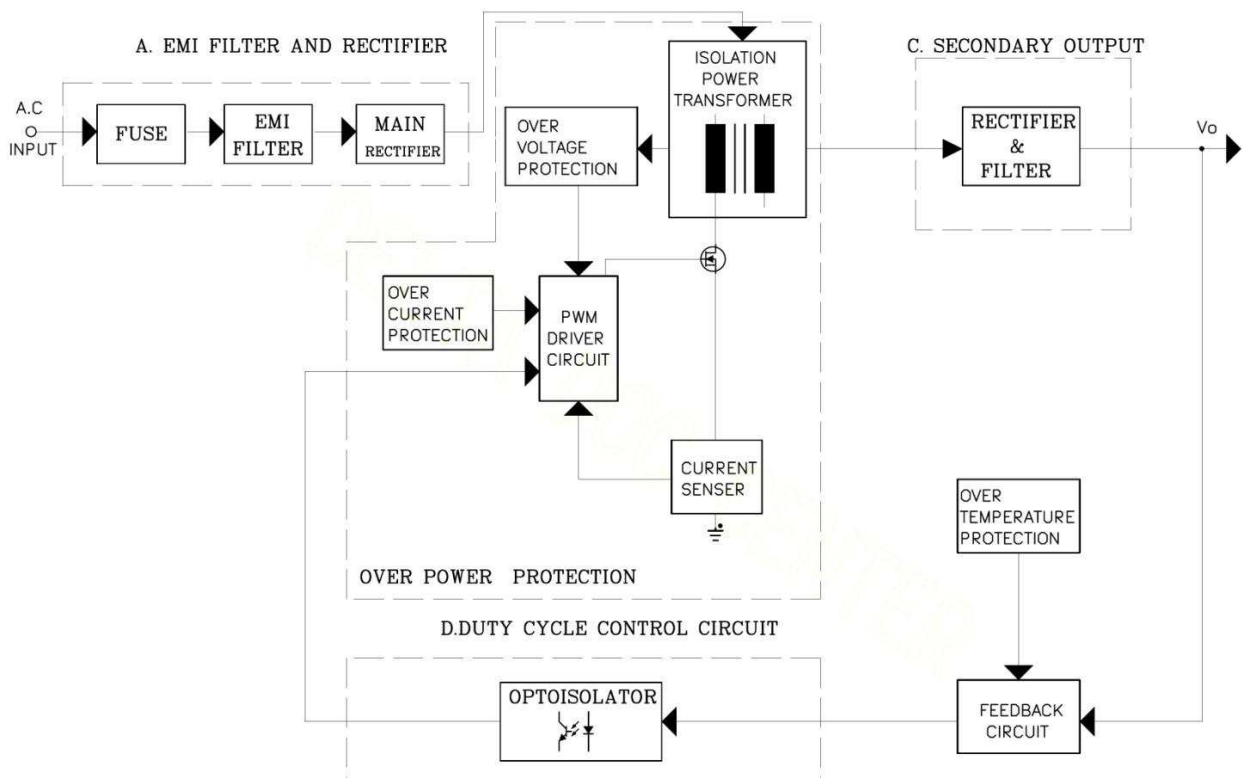 A. EMI FILTER AND RECTIFIER
A.C
INPUT
FUSE
EMI
FILTER
MAIN
RECTIFIER
OVER
VOLTAGE
PROTECTION
ISOLATION
POWER
TRANSFORMER
C. SECONDARY OUTPUT
RECTIFIER
&
FILTER
Vo
OVER
CURRENT
PROTECTION
PWM
DRIVER
CIRCUIT
CURRENT
SENSER
OVER
TEMPERATURE
PROTECTION
OVER POWER PROTECTION
D.DUTY CYCLE CONTROL CIRCUIT
OPTOISOLATOR
FEEDBACK
CIRCUIT